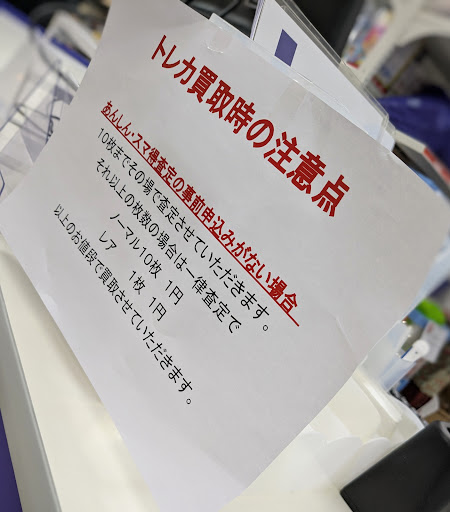 トレカ買取時の注意点
あんしん・スマ得査定の事前申込みがない場合
10枚までその場で査定させていただきます。
それ以上の枚数の場合は一律査定で
ノーマル10枚 1円
レア 1枚 1円
以上のお値段で買取させていただきます。